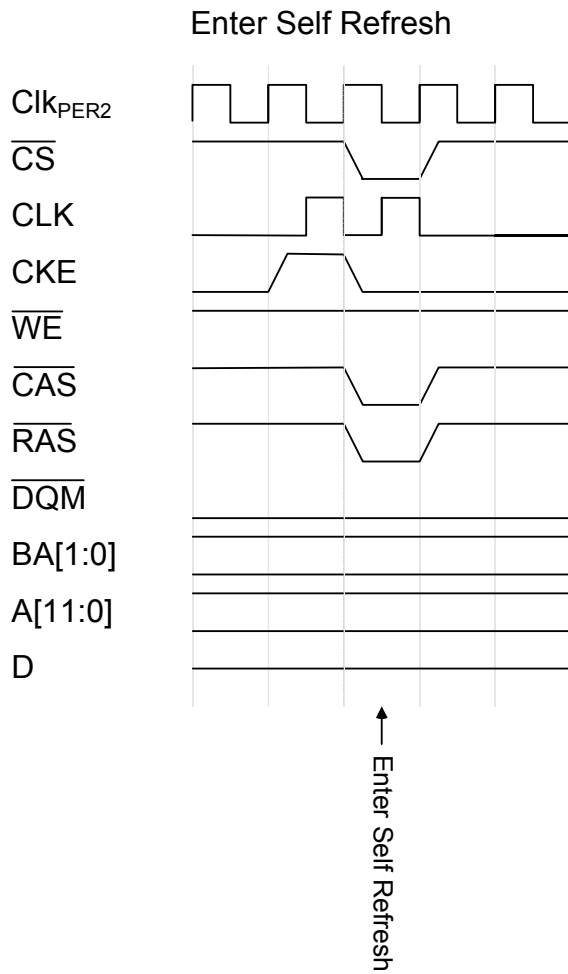 Enter Self Refresh
ClkPER2
CS
CLK
CKE
WE
CAS
RAS
DQM
BA[1:0]
A[11:0]
D
Enter Self Refresh